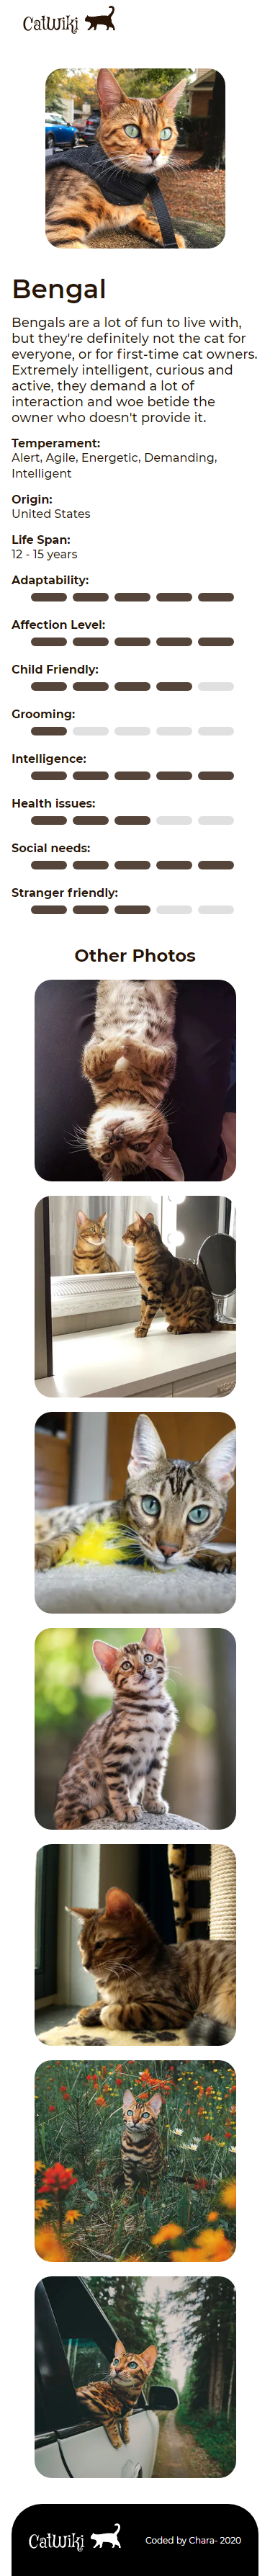 CatWiki
Bengal
Bengals are a lot of fun to live with,
but they're definitely not the cat for
everyone, or for first-time cat owners.
Extremely intelligent, curious and
active, they demand a lot of
interaction and woe betide the
owner who doesn't provide it.
Temperament:
Alert, Agile, Energetic, Demanding,
Intelligent
Origin:
United States
Life Span:
12 - 15 years
Adaptability:
Affection Level:
Child Friendly:
Grooming:
Intelligence:
Health issues:
Social needs:
Stranger friendly:
Other Photos
CatWiki
Coded by Chara- 2020